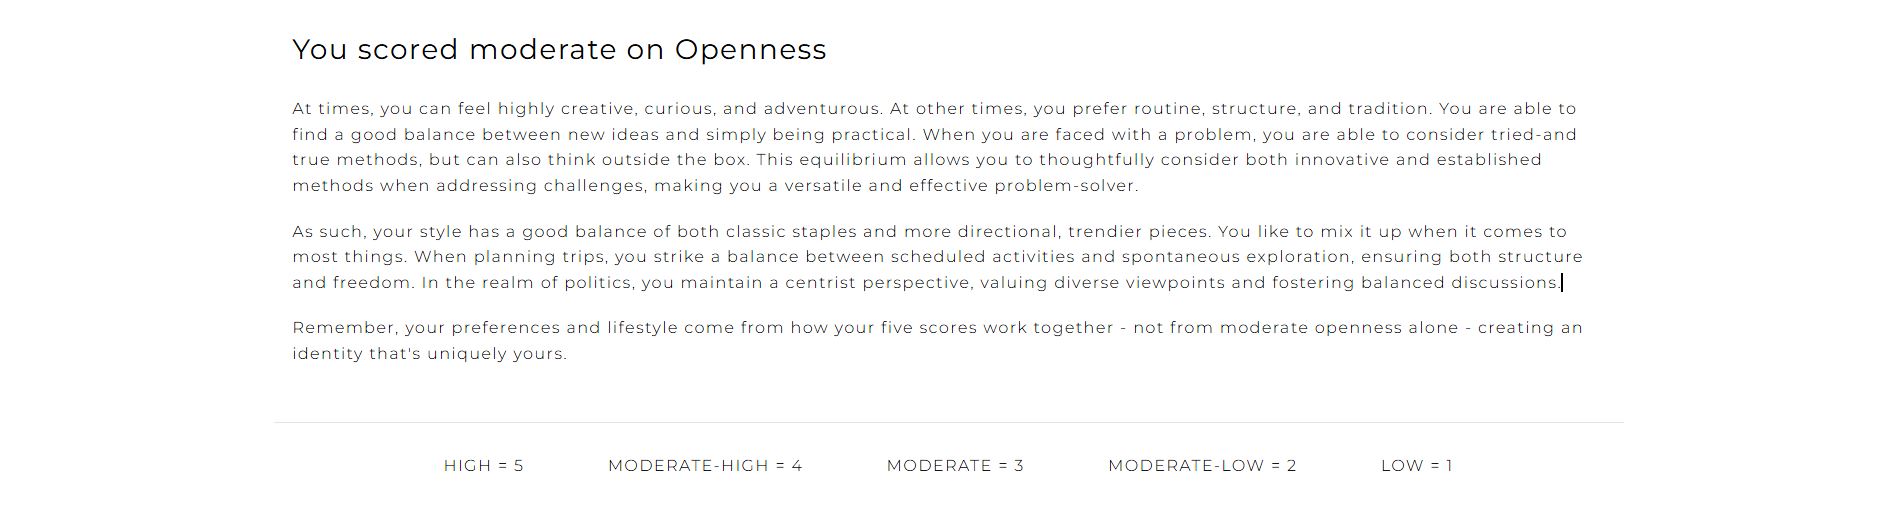 You scored moderate on Openness
At times, you can feel highly creative, curious, and adventurous. At other times, you prefer routine, structure, and tradition. You are able to
find a good balance between new ideas and simply being practical. When you are faced with a problem, you are able to consider tried-and
true methods, but can also think outside the box. This equilibrium allows you to thoughtfully consider both innovative and established
methods when addressing challenges, making you a versatile and effective problem-solver.
As such, your style has a good balance of both classic staples and more directional, trendier pieces. You like to mix it up when it comes to
most things. When planning trips, you strike a balance between scheduled activities and spontaneous exploration, ensuring both structure
and freedom. In the realm of politics, you maintain a centrist perspective, valuing diverse viewpoints and fostering balanced discussions.
Remember, your preferences and lifestyle come from how your five scores work together - not from moderate openness alone - creating an
identity that's uniquely yours.
HIGH = 5 MODERATE-HIGH = 4 MODERATE = 3 MODERATE-LOW = 2 LOW = 1